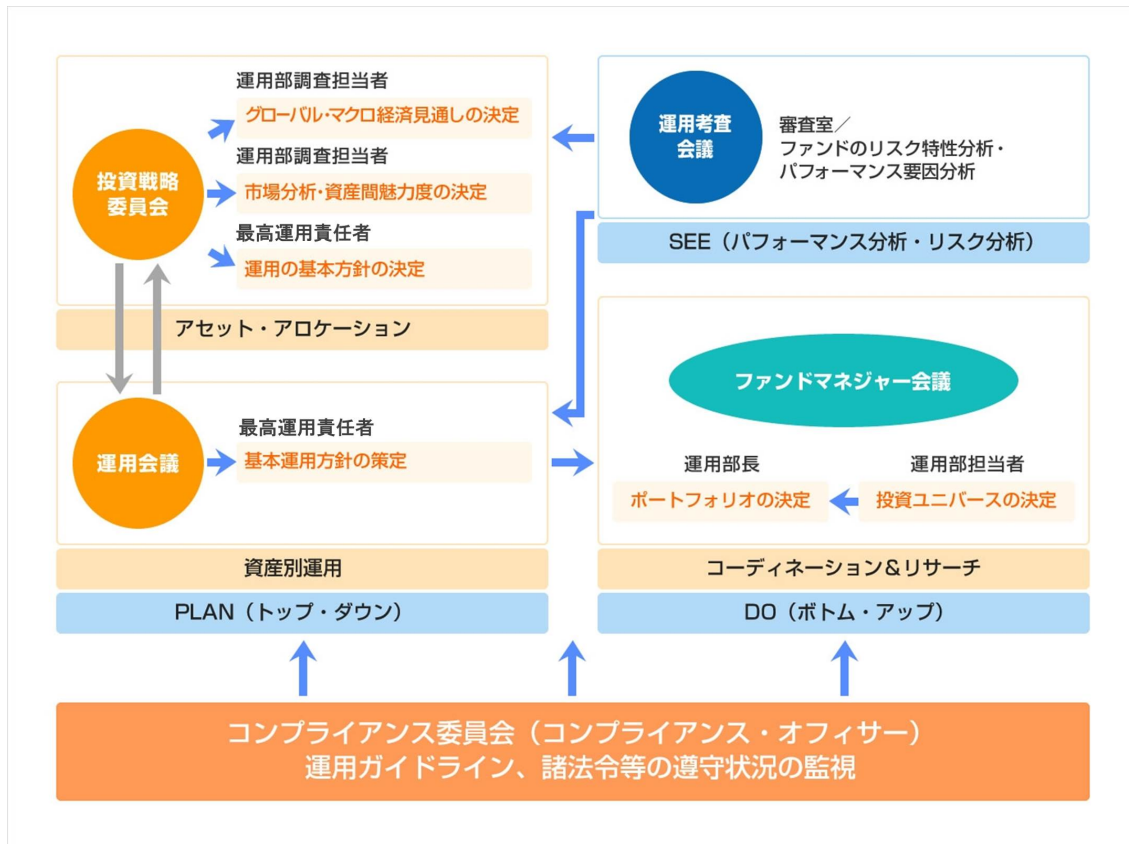 運用部調査担当者
グローバル・マクロ経済見通しの決定
投資戦略
委員会
運用部調査担当者
市場分析・資産間魅力度の決定
最高運用責任者
運用の基本方針の決定
アセット・アロケーション
運用考査
会議
審査室／
ファンドのリスク特性分析・
パフォーマンス要因分析
SEE（パフォーマンス分析・リスク分析）
運用会議
最高運用責任者
基本運用方針の策定
資産別運用
PLAN（トップ・ダウン）
ファンドマネジャー会議
運用部長
ポートフォリオの決定
運用部担当者
投資ユニバースの決定
コーディネーション＆リサーチ
DO（ボトム・アップ）
コンプライアンス委員会（コンプライアンス・オフィサー）
運用ガイドライン、諸法令等の遵守状況の監視